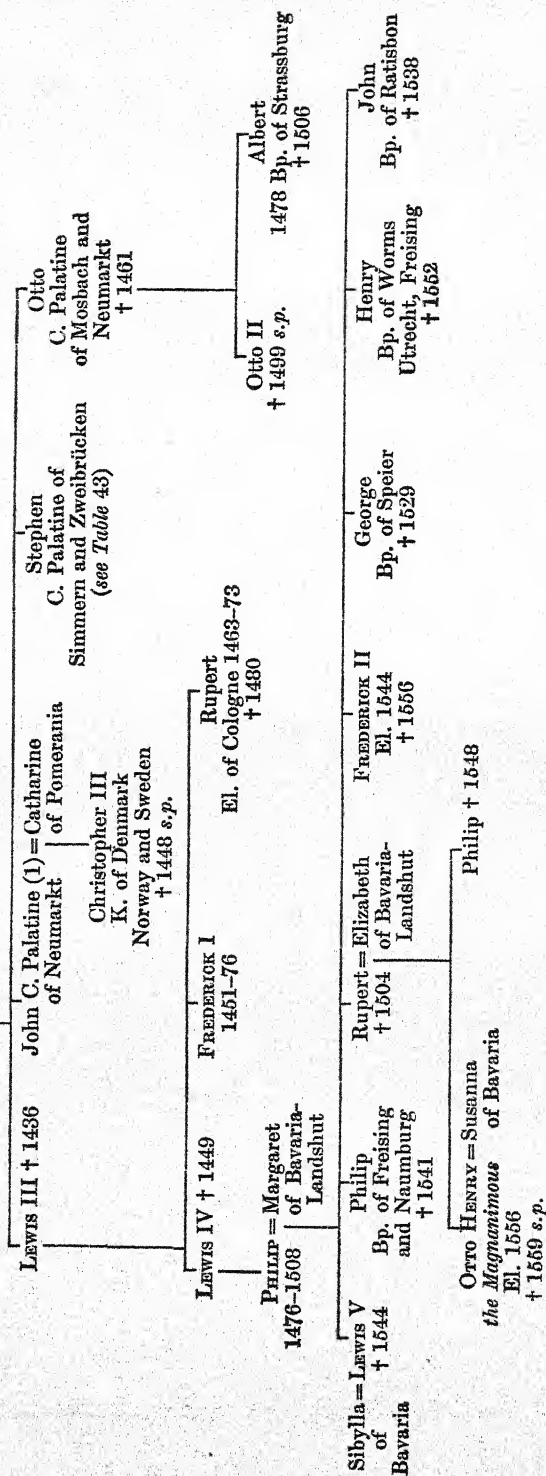 LEWIS III † 1436
John C. Palatine (1) = Catharine
of Neumarkt of Pomerania
Christopher III
K. of Denmark
Norway and Sweden
† 1448 s.p.
Stephen
C. Palatine of
Simmern and Zweibrücken
(see Table 43)
Otto
C. Palatine
of Mosbach and
Neumarkt
† 1461
LEWIS IV † 1449
FREDERICK I
1451–76
Rupert
El. of Cologne 1463–73
† 1480
Otto II
† 1499 s.p.
Albert
1478 Bp. of Strassburg
† 1506
PHILIP = Margaret
1476–1508 of Bavaria-
Landshut
Sibylla = LEWIS V
of † 1544
Bavaria
Philip
Bp. of Freising
and Naumburg
† 1541
Rupert = Elizabeth
† 1504 of Bavaria-
Landshut
FREDERICK II
El. 1544
† 1556
George
Bp. of Speier
† 1529
Henry
Bp. of Worms
Utrecht, Freising
† 1552
John
Bp. of Ratisbon
† 1538
OTTO HENRY = Susanna
the Magnanimous of Bavaria
El. 1556
† 1559 s.p.
Philip † 1548